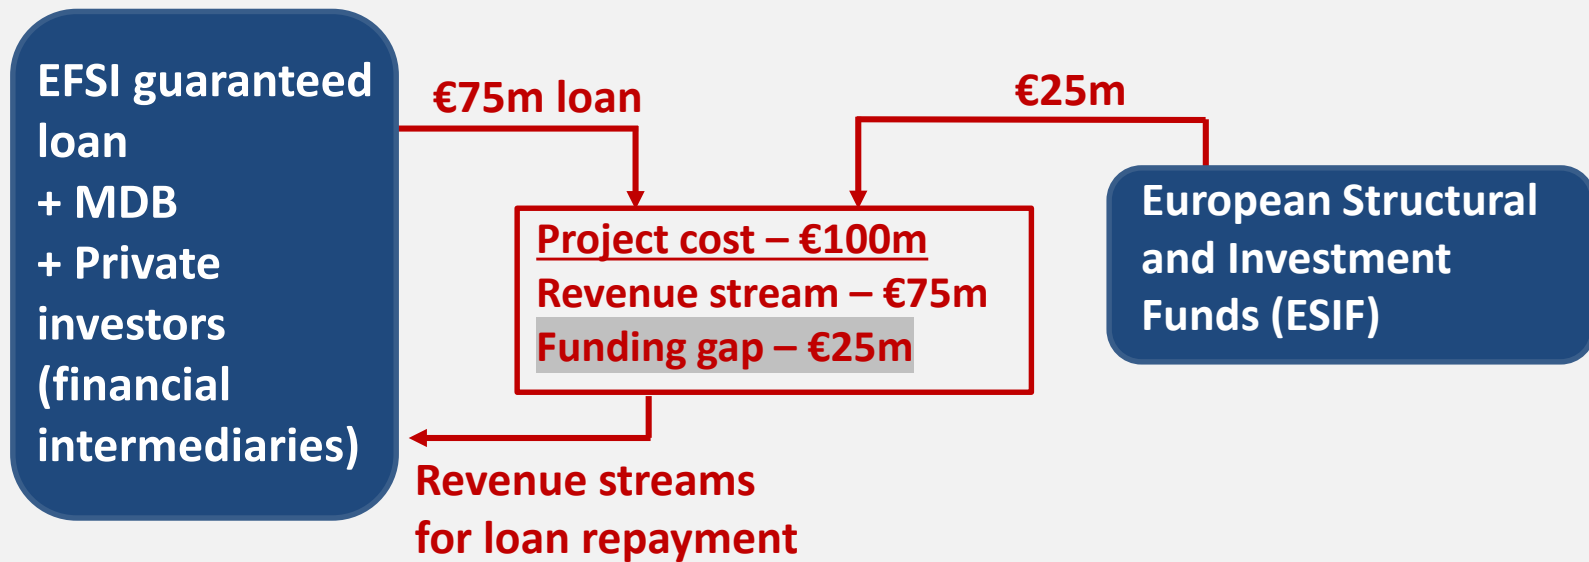 EFSI guaranteed
loan
+ MDB
+ Private
investors
(financial
intermediaries)
€75m loan
€25m
Project cost – €100m
Revenue stream – €75m
Funding gap – €25m
European Structural
and Investment
Funds (ESIF)
Revenue streams
for loan repayment